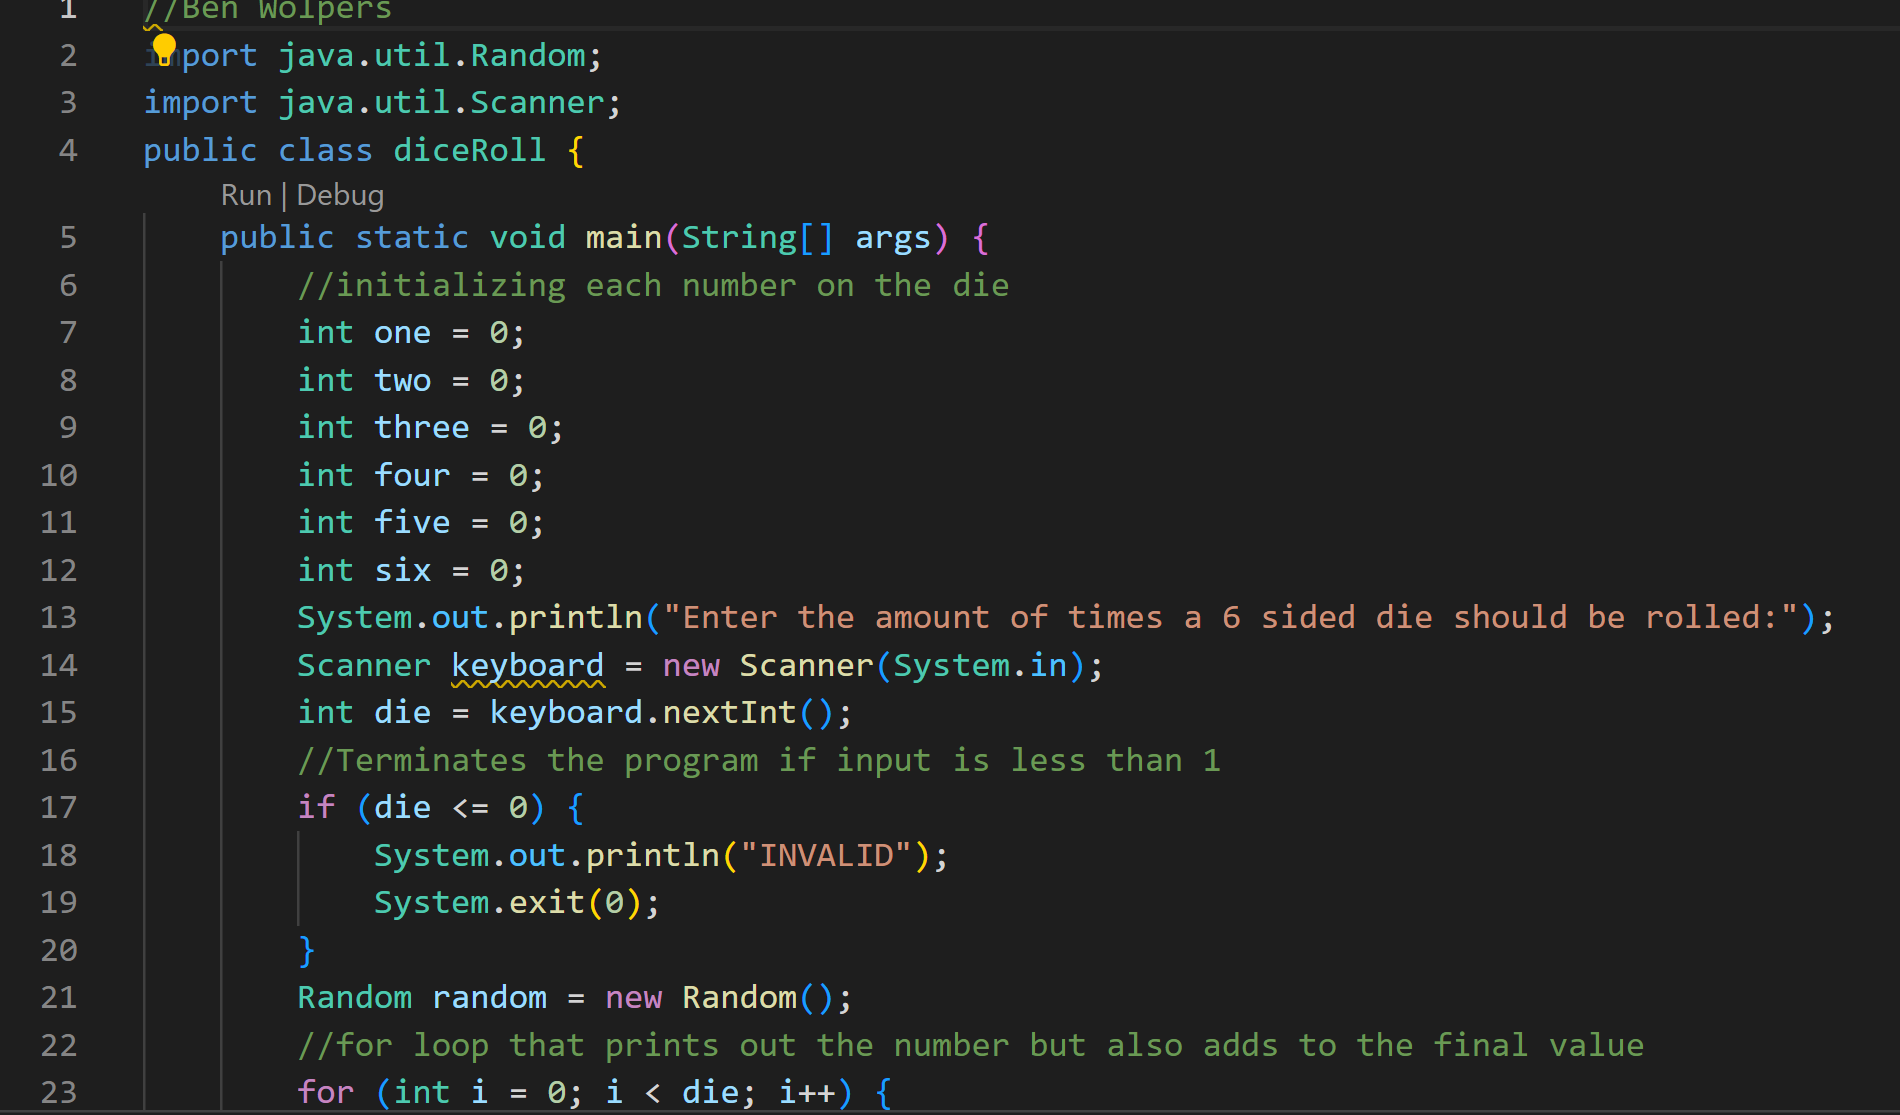 1 //Ben Wolpers
2 import java.util.Random;
3 import java.util.Scanner;
4 public class diceRoll {
Run | Debug
5 public static void main(String[] args) {
6 //initializing each number on the die
7 int one = 0;
8 int two = 0;
9 int three = 0;
10 int four = 0;
11 int five = 0;
12 int six = 0;
13 System.out.println("Enter the amount of times a 6 sided die should be rolled:");
14 Scanner keyboard = new Scanner(System.in);
15 int die = keyboard.nextInt();
16 //Terminates the program if input is less than 1
17 if (die <= 0) {
18 System.out.println("INVALID");
19 System.exit(0);
20 }
21 Random random = new Random();
22 //for loop that prints out the number but also adds to the final value
23 for (int i = 0; i < die; i++) {